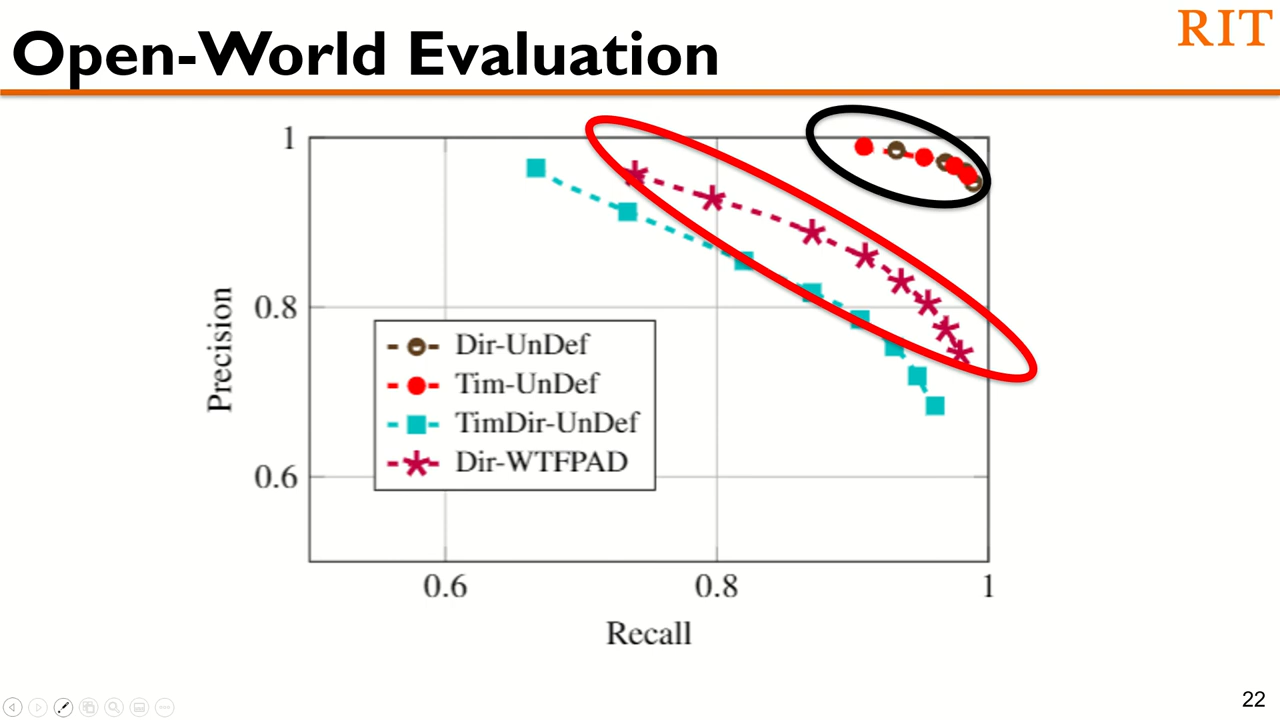 Open-World Evaluation
RIT
1
0.8
0.6
Precision
Dir-UnDef
Tim-UnDef
TimDir-UnDef
Dir-WTFPAD
0.6
0.8
1
Recall
22